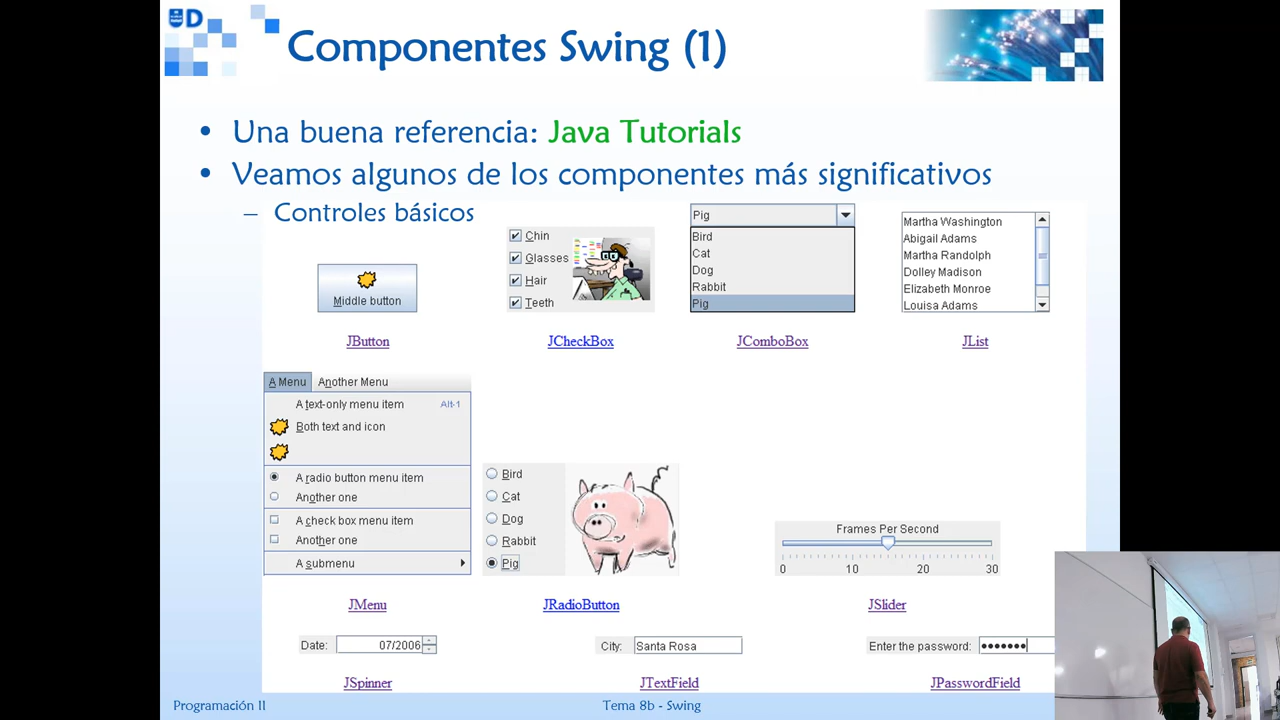 UD
Componentes Swing (1)
• Una buena referencia: Java Tutorials
• Veamos algunos de los componentes más significativos
– Controles básicos
Middle button
JButton
Chin
Glasses
Hair
Teeth
JCheckBox
Pig
Bird
Cat
Dog
Rabbit
Pig
JComboBox
Martha Washington
Abigail Adams
Martha Randolph
Dolley Madison
Elizabeth Monroe
Louisa Adams
JList
A Menu Another Menu
A text-only menu item Alt-1
Both text and icon
A radio button menu item
Another one
A check box menu item
Another one
A submenu
JMenu
Bird
Cat
Dog
Rabbit
Pig
JRadioButton
Frames Per Second
0 10 20 30
JSlider
Date: 07/2006
JSpinner
City: Santa Rosa
JTextField
Enter the password: •••••••
JPasswordField
Programación II
Tema 8b - Swing